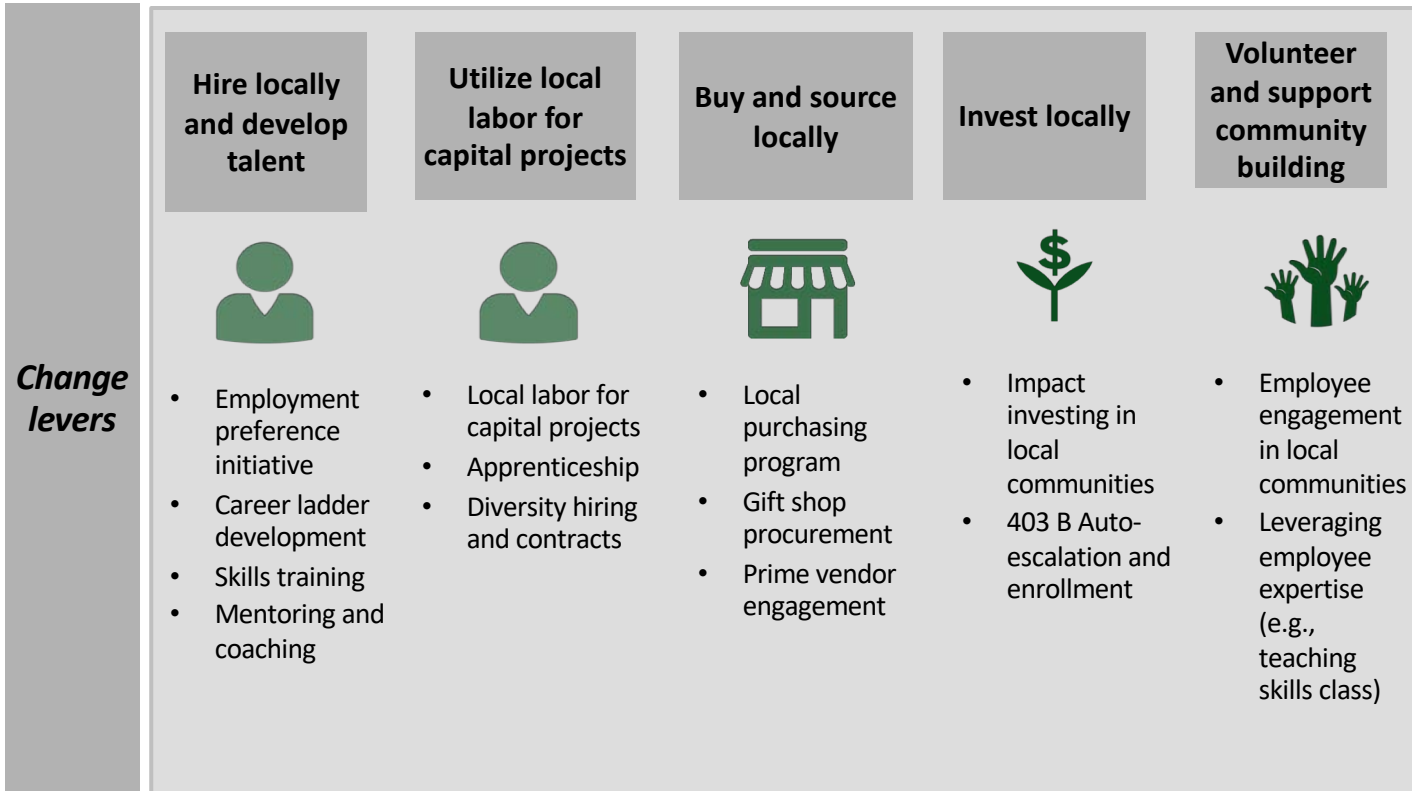 Change
levers
Hire locally
and develop
talent
• Employment
preference
initiative
• Career ladder
development
• Skills training
• Mentoring and
coaching
Utilize local
labor for
capital projects
• Local labor for
capital projects
• Apprenticeship
• Diversity hiring
and contracts
Buy and source
locally
• Local
purchasing
program
• Gift shop
procurement
• Prime vendor
engagement
Invest locally
$
• Impact
investing in
local
communities
• 403 B Auto-
escalation and
enrollment
Volunteer
and support
community
building
• Employee
engagement
in local
communities
• Leveraging
employee
expertise
(e.g.,
teaching
skills class)